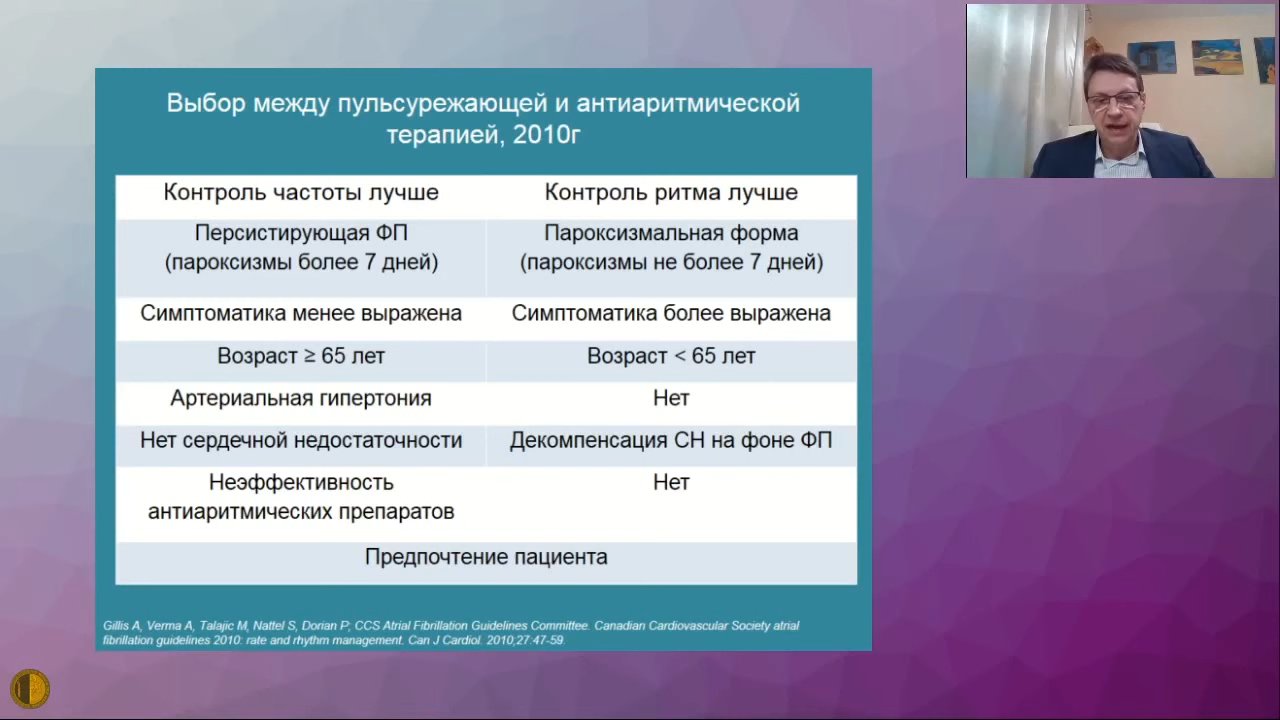 Выбор между пульсурежающей и антиаритмической
терапией, 2010г
Контроль частоты лучше Контроль ритма лучше
Персистирующая ФП
(пароксизмы более 7 дней)
Пароксизмальная форма
(пароксизмы не более 7 дней)
Симптоматика менее выражена Симптоматика более выражена
Возраст ≥ 65 лет Возраст < 65 лет
Артериальная гипертония Нет
Нет сердечной недостаточности Декомпенсация СН на фоне ФП
Неэффективность
антиаритмических препаратов
Нет
Предпочтение пациента
Gillis A, Verma A, Talajic M, Nattel S, Dorian P; CCS Atrial Fibrillation Guidelines Committee. Canadian Cardiovascular Society atrial
fibrillation guidelines 2010: rate and rhythm management. Can J Cardiol. 2010;27:47-59.